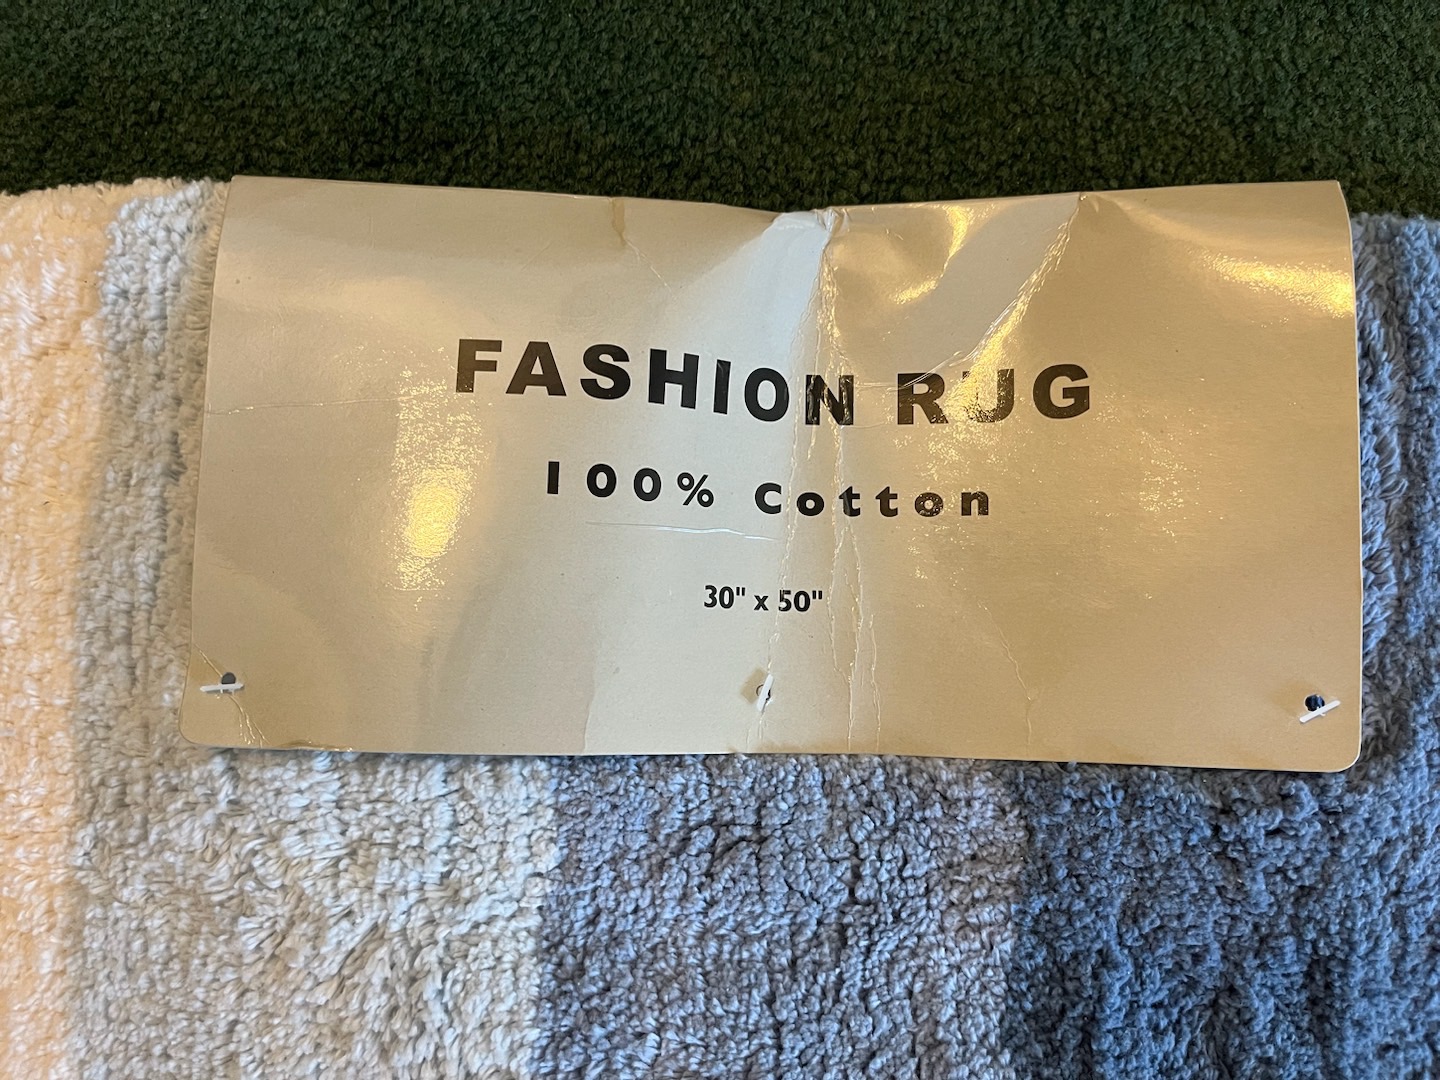 FASHION RUG
100% Cotton
30" x 50"